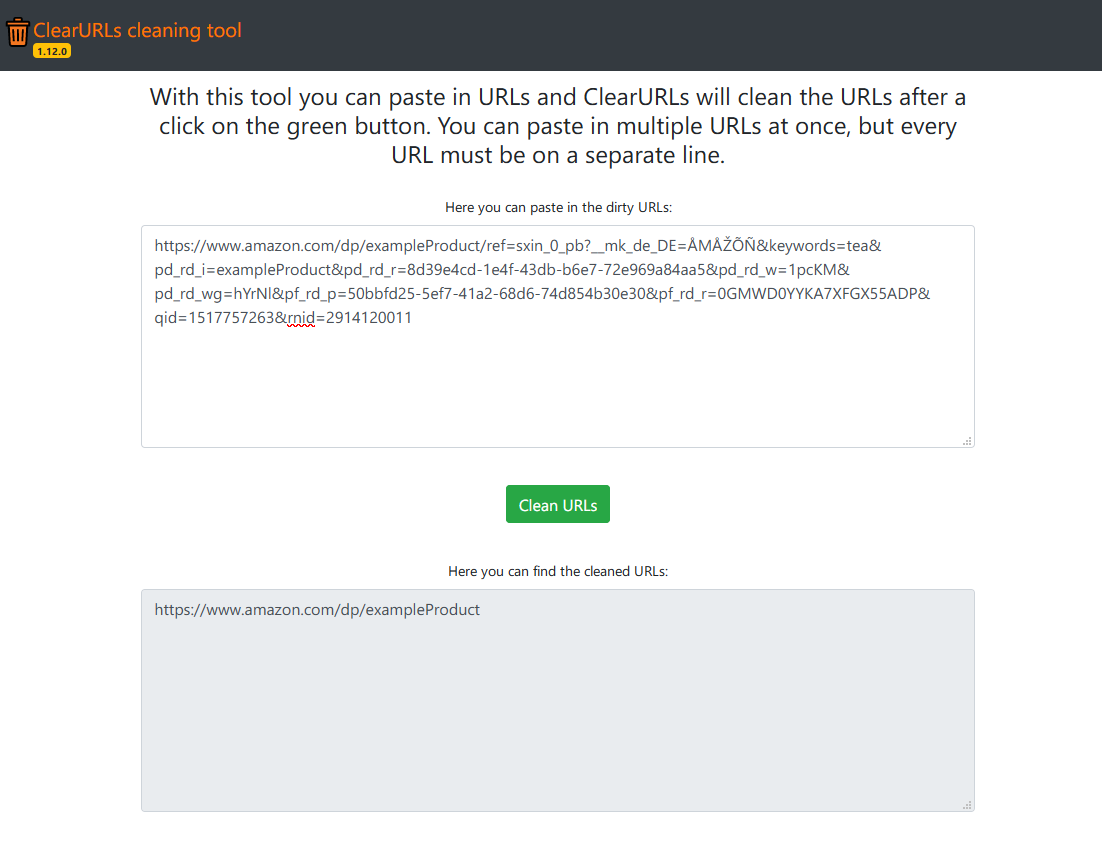 ClearURLs cleaning tool
1.12.0
With this tool you can paste in URLs and ClearURLs will clean the URLs after a
click on the green button. You can paste in multiple URLs at once, but every
URL must be on a separate line.
Here you can paste in the dirty URLs:
https://www.amazon.com/dp/exampleProduct/ref=sxin_0_pb?__mk_de_DE=ÅMÅŽÕÑ&keywords=tea&
pd_rd_i=exampleProduct&pd_rd_r=8d39e4cd-1e4f-43db-b6e7-72e969a84aa5&pd_rd_w=1pcKM&
pd_rd_wg=hYrNl&pf_rd_p=50bbfd25-5ef7-41a2-68d6-74d854b30e30&pf_rd_r=0GMWD0YYKA7XFGX55ADP&
qid=1517757263&rnid=2914120011
Clean URLs
Here you can find the cleaned URLs:
https://www.amazon.com/dp/exampleProduct